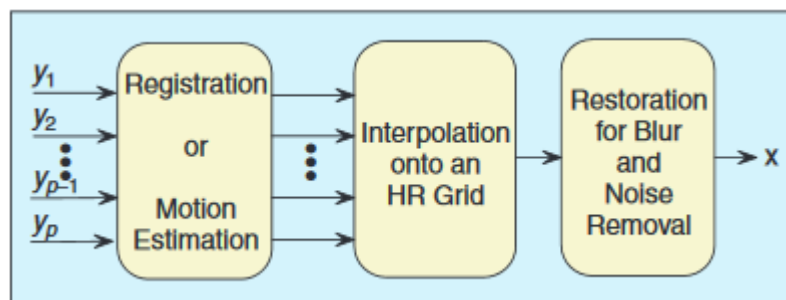 y1
y2
yp–1
yp
Registration
or
Motion
Estimation
Interpolation
onto an
HR Grid
Restoration
for Blur
and
Noise
Removal
x